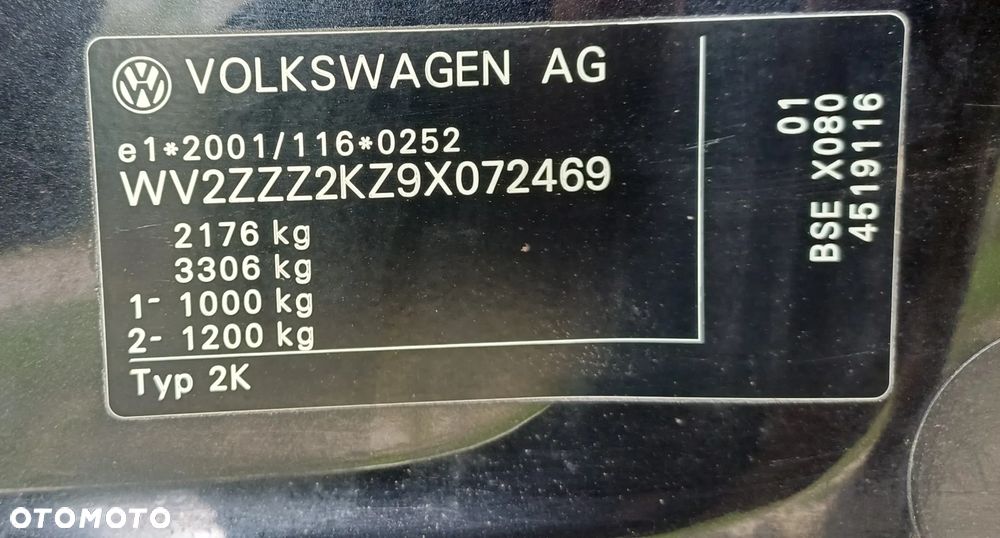 VOLKSWAGEN AG
e1*2001/116*0252
WV2ZZZ2KZ9X072469
2176 kg
3306 kg
1- 1000 kg
2- 1200 kg
Typ 2K
01
BSE X080
4519116
OTOMOTO